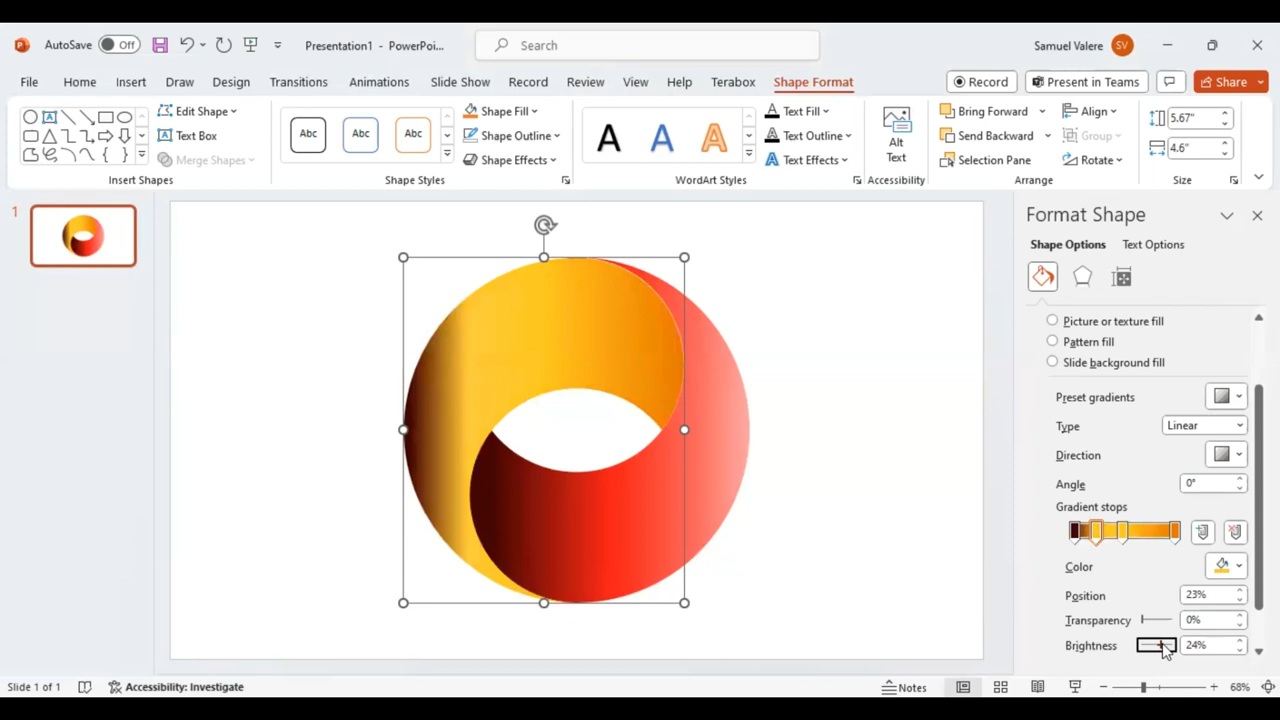 AutoSave Off Presentation1 - PowerPoi... Search Samuel Valere SV
File Home Insert Draw Design Transitions Animations Slide Show Record Review View Help Terabox Shape Format Record Present in Teams Share
Edit Shape Text Box Merge Shapes
Insert Shapes
Abc Abc Abc
Shape Fill Shape Outline Shape Effects
Shape Styles
A A A
Text Fill Text Outline Text Effects
WordArt Styles
Alt Text
Accessibility
Bring Forward Send Backward Selection Pane Align Group Rotate
Arrange
5.67"
4.6"
Size
1
Format Shape
Shape Options Text Options
Picture or texture fill
Pattern fill
Slide background fill
Preset gradients
Type Linear
Direction
Angle 0°
Gradient stops
Color
Position 23%
Transparency 0%
Brightness 24%
Slide 1 of 1 Accessibility: Investigate Notes 68%